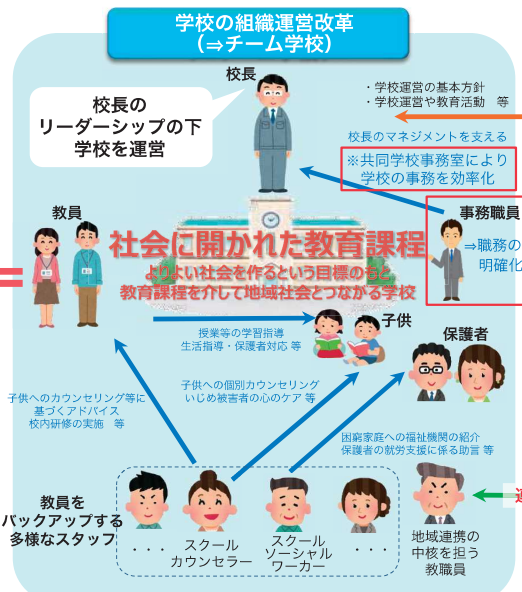 学校の組織運営改革
（⇒チーム学校）
校長
校長の
リーダーシップの下
学校を運営
・学校運営の基本方針
・学校運営や教育活動　等
校長のマネジメントを支える
※共同学校事務室により
学校の事務を効率化
教員
事務職員
⇒職務の
明確化
社会に開かれた教育課程
よりよい社会を作るという目標のもと
教育課程を介して地域社会とつながる学校
子供
授業等の学習指導
生活指導・保護者対応 等
保護者
子供へのカウンセリング等に
基づくアドバイス
校内研修の実施　等
子供への個別カウンセリング
いじめ被害者の心のケア 等
困窮家庭への福祉機関の紹介
保護者の就労支援に係る助言 等
教員を
バックアップする
多様なスタッフ
・・・
スクール
カウンセラー
スクール
ソーシャル
ワーカー
・・・
地域連携の
中核を担う
教職員